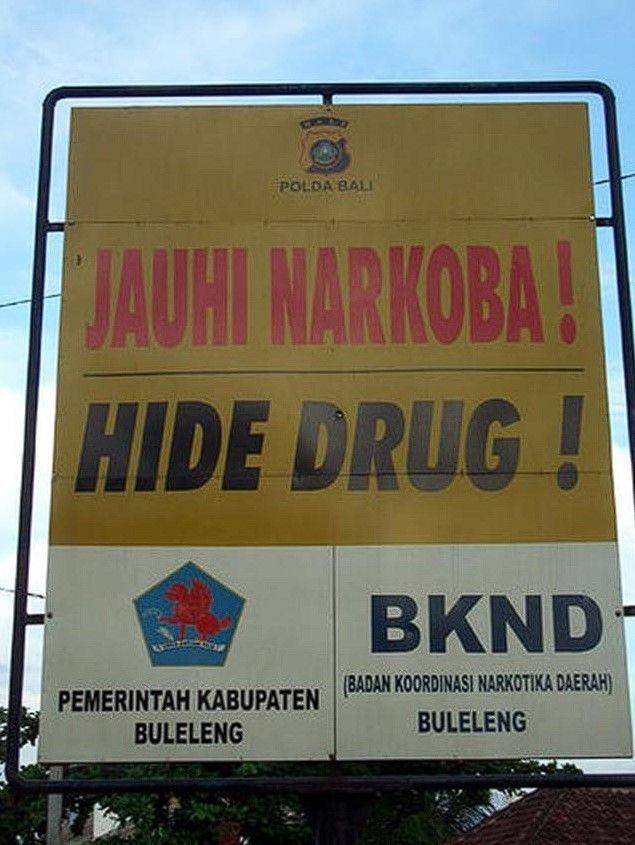 POLDA BALI
JAUHI NARKOBA !
HIDE DRUG !
PEMERINTAH KABUPATEN
BULELENG
BKND
(BADAN KOORDINASI NARKOTIKA DAERAH)
BULELENG